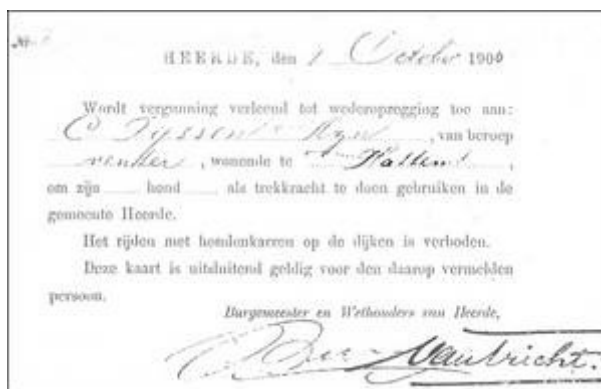 No.
HEERDE, den 1 October 1900
Wordt vergunning verleend tot wederopzegging toe aan:
C Tyssen, van beroep
venter, wonende te Hattem,
om zijn hond als trekkracht te doen gebruiken in de
gemeente Heerde.
Het rijden met hondenkarren op de dijken is verboden.
Deze kaart is uitsluitend geldig voor den daarop vermelden
persoon.
Burgemeester en Wethouders van Heerde,